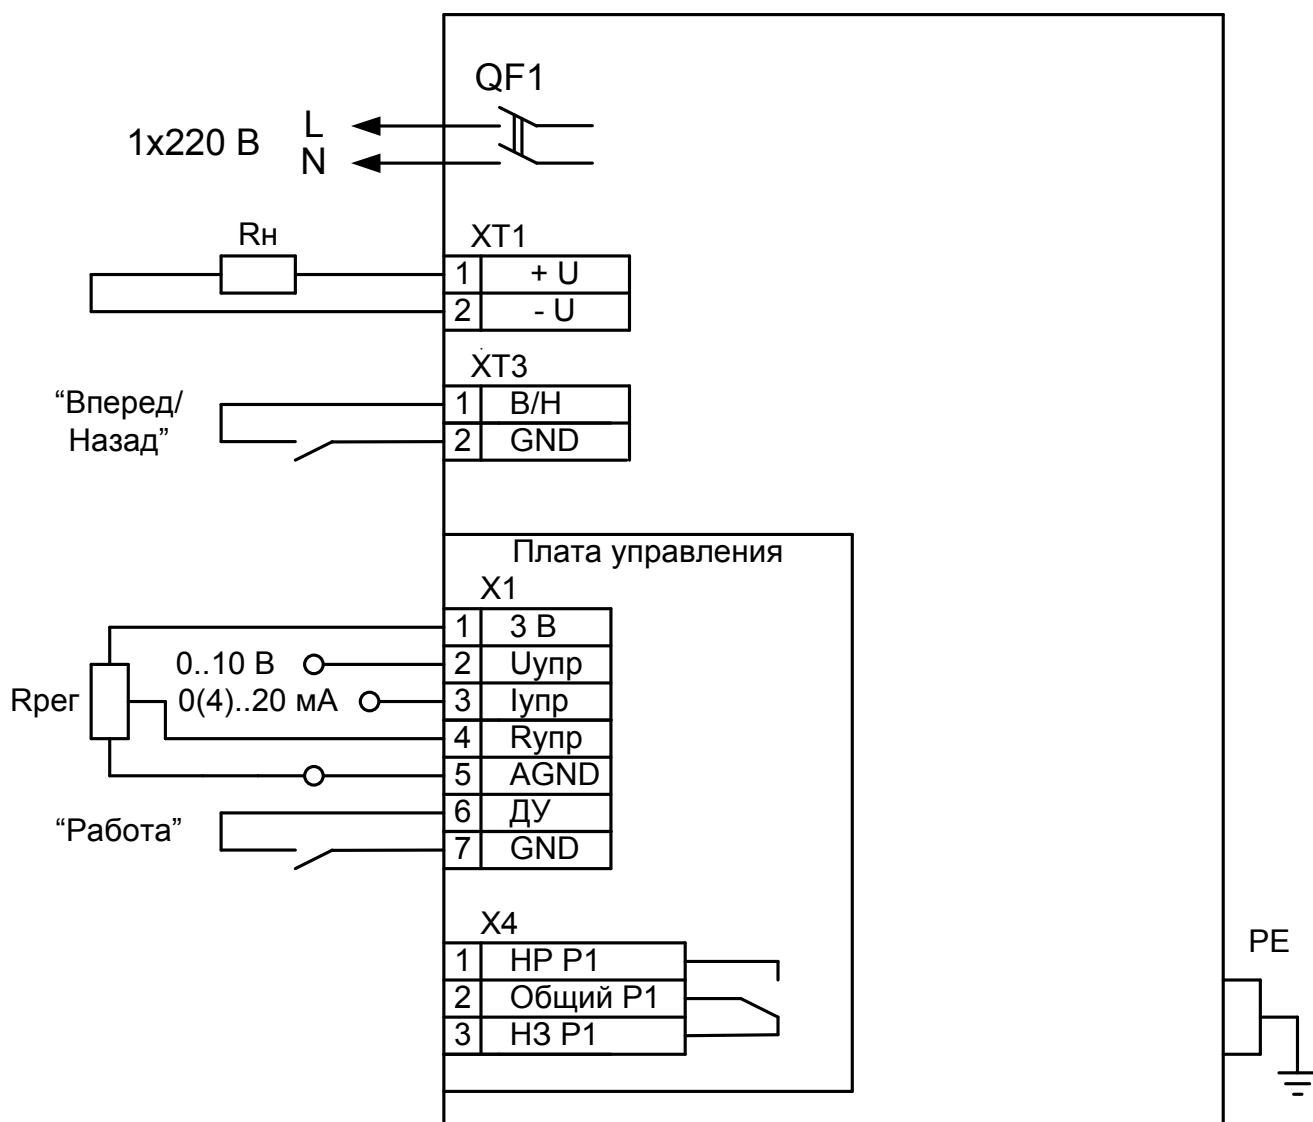 QF1
1x220 В
L
N
Rн
XT1
1 + U
2 - U
XT3
“Вперед/
Назад”
1 В/Н
2 GND
Плата управления
X1
1 3 В
0..10 В
2 Uупр
Rрег
0(4)..20 мА
3 Iупр
4 Rупр
5 AGND
“Работа”
6 ДУ
7 GND
X4
1 НР Р1
2 Общий Р1
3 НЗ Р1
PE